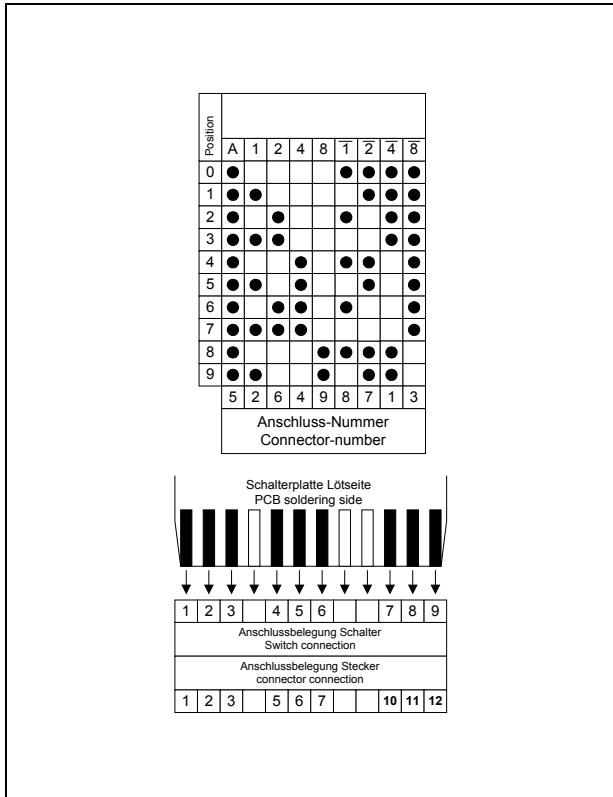 Position
A 1 2 4 8 1̅ 2̅ 4̅ 8̅
0
1
2
3
4
5
6
7
8
9
5 2 6 4 9 8 7 1 3
Anschluss-Nummer
Connector-number
Schalterplatte Lötseite
PCB soldering side
1 2 3 4 5 6 7 8 9
Anschlussbelegung Schalter
Switch connection
Anschlussbelegung Stecker
connector connection
1 2 3 5 6 7 10 11 12